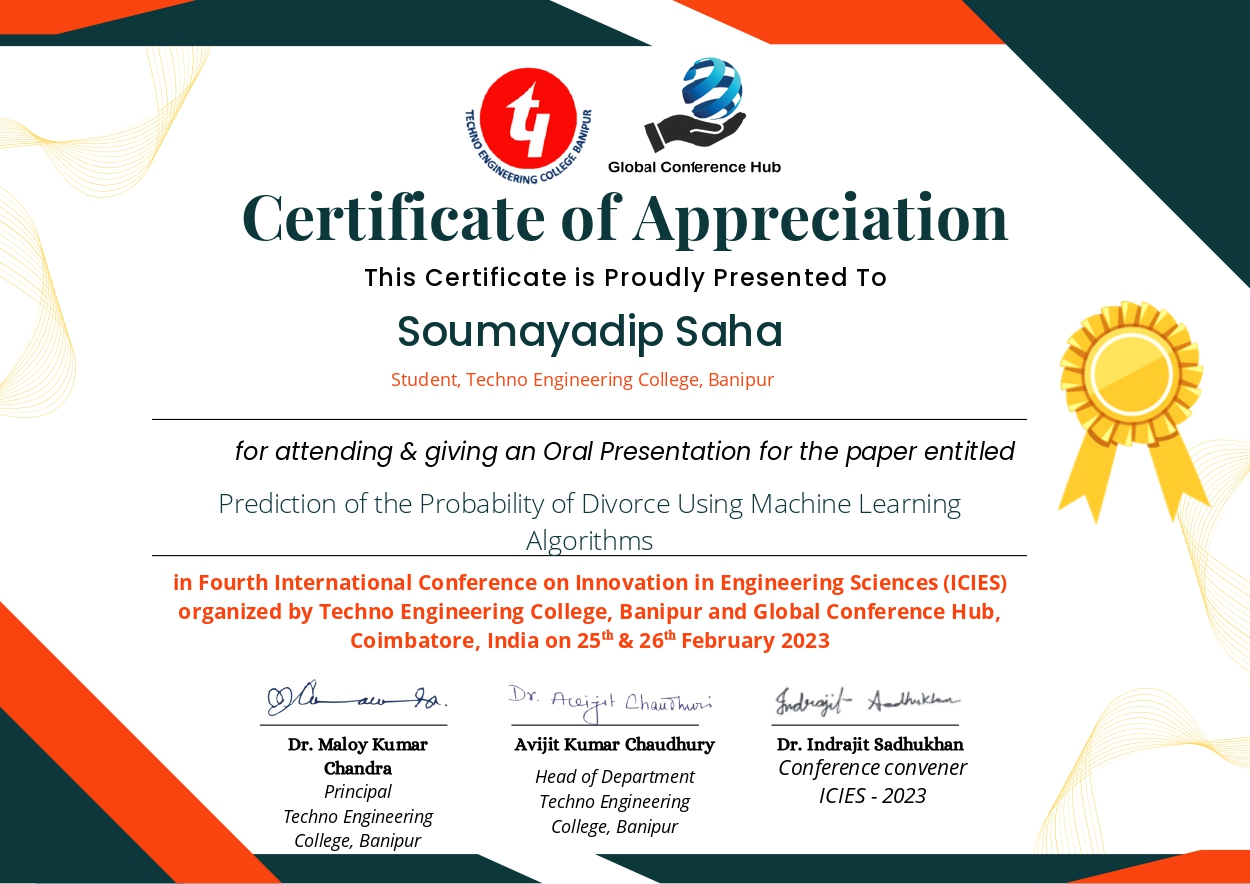 TECHNO ENGINEERING COLLEGE BANIPUR
Global Conference Hub
Certificate of Appreciation
This Certificate is Proudly Presented To
Soumayadip Saha
Student, Techno Engineering College, Banipur
for attending & giving an Oral Presentation for the paper entitled
Prediction of the Probability of Divorce Using Machine Learning
Algorithms
in Fourth International Conference on Innovation in Engineering Sciences (ICIES)
organized by Techno Engineering College, Banipur and Global Conference Hub,
Coimbatore, India on 25th & 26th February 2023
Dr. Avijit Chaudhuri
Indrajit Sadhukhan
Dr. Maloy Kumar
Chandra
Principal
Techno Engineering
College, Banipur
Avijit Kumar Chaudhury
Head of Department
Techno Engineering
College, Banipur
Dr. Indrajit Sadhukhan
Conference convener
ICIES - 2023